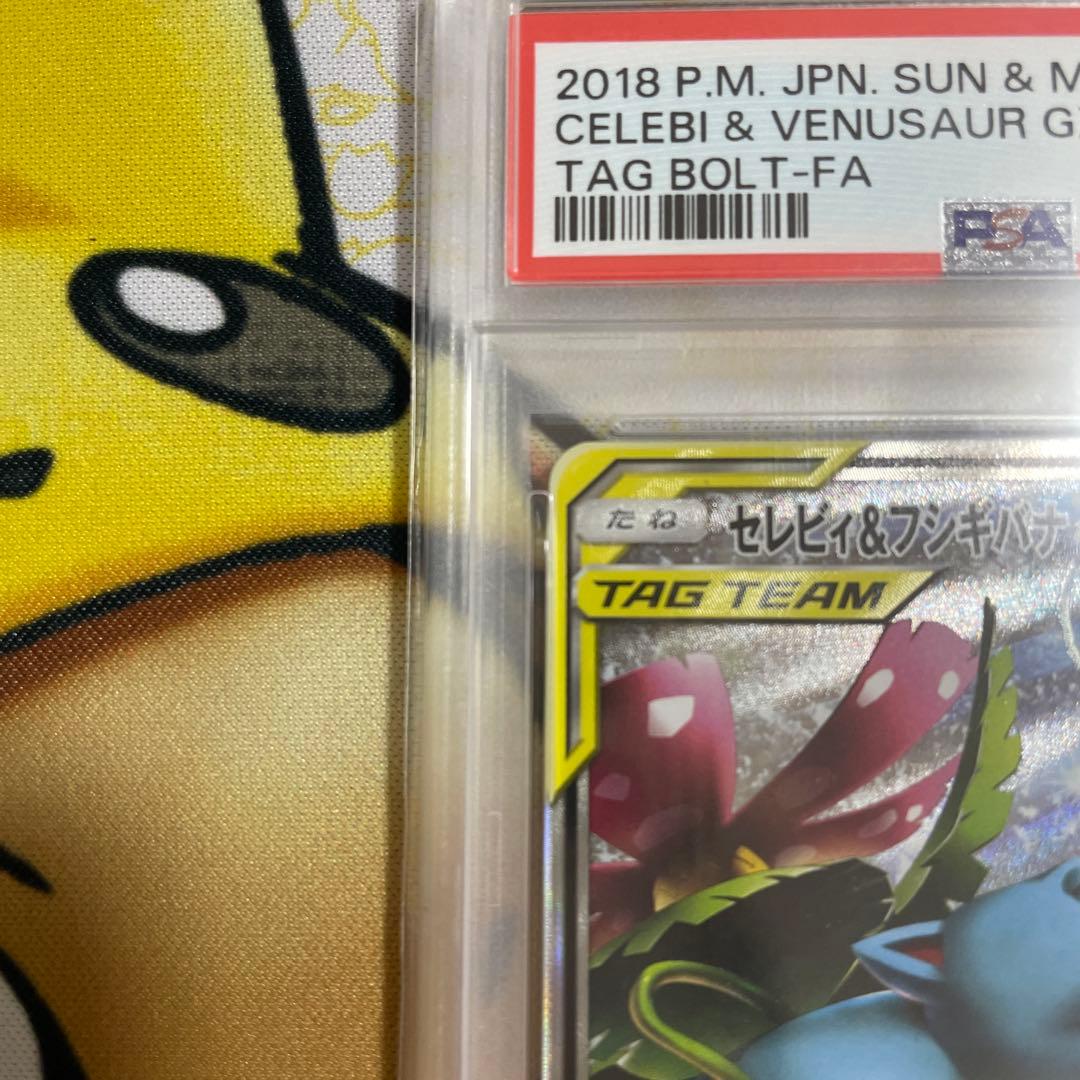 2018 P.M. JPN. SUN & M
CELEBI & VENUSAUR G
TAG BOLT-FA
PSA
たね セレビィ&フシギバナ
TAG TEAM